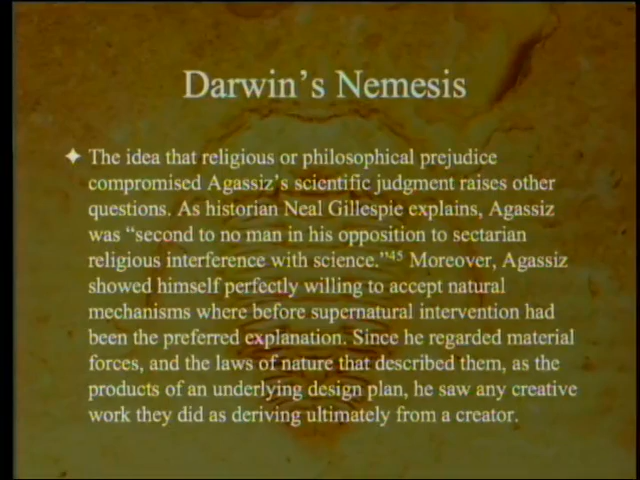 Darwin's Nemesis
✦ The idea that religious or philosophical prejudice
compromised Agassiz's scientific judgment raises other
questions. As historian Neal Gillespie explains, Agassiz
was “second to no man in his opposition to sectarian
religious interference with science.”⁴⁵ Moreover, Agassiz
showed himself perfectly willing to accept natural
mechanisms where before supernatural intervention had
been the preferred explanation. Since he regarded material
forces, and the laws of nature that described them, as the
products of an underlying design plan, he saw any creative
work they did as deriving ultimately from a creator.